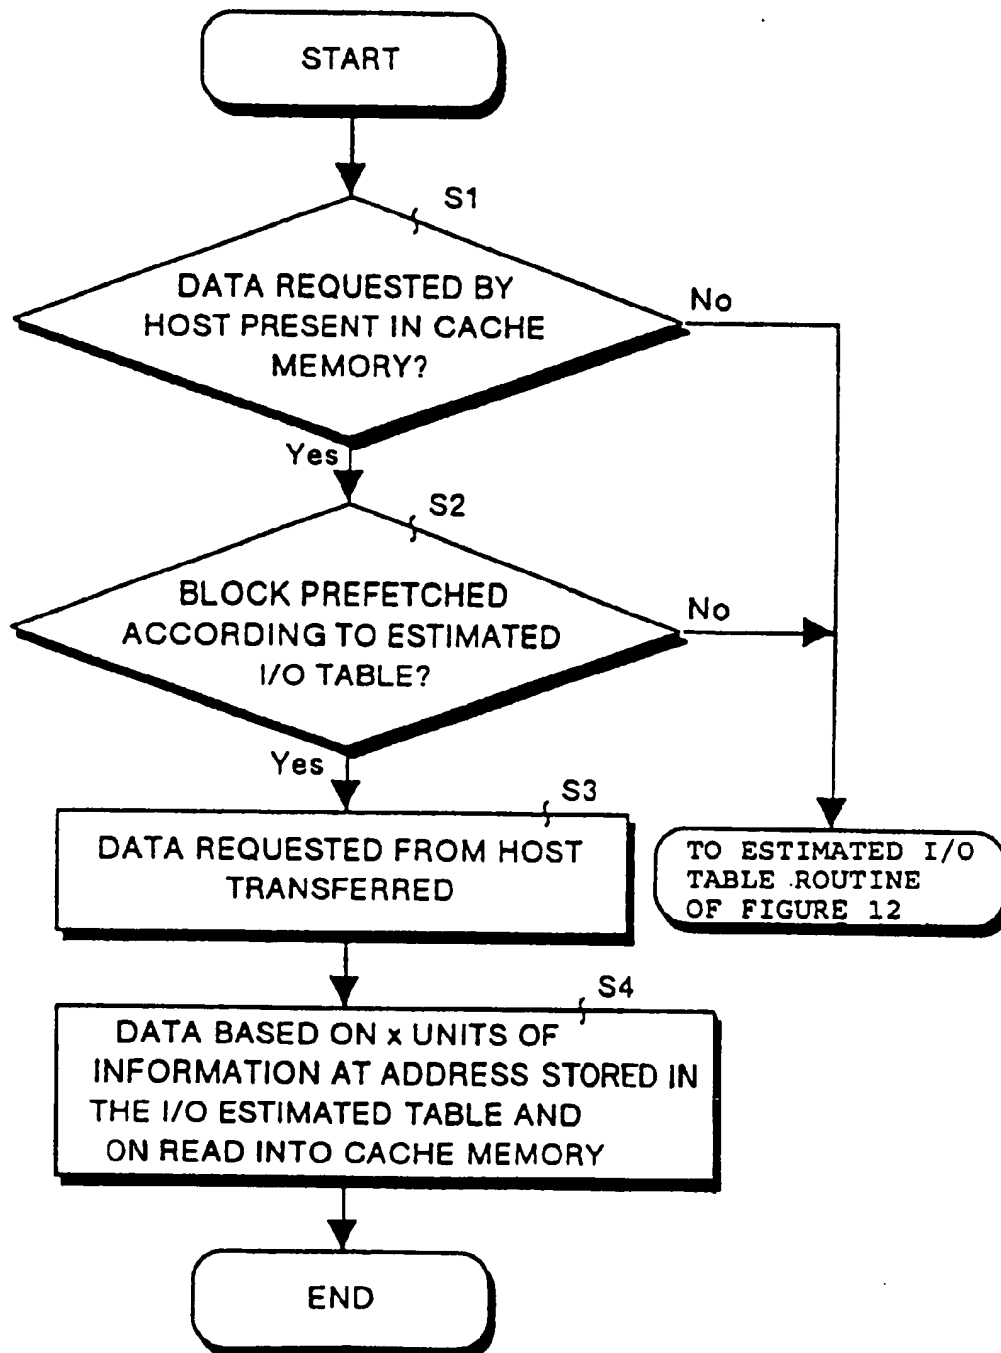 START
S1
DATA REQUESTED BY
HOST PRESENT IN CACHE
MEMORY?
No
Yes
S2
BLOCK PREFETCHED
ACCORDING TO ESTIMATED
I/O TABLE?
No
Yes
S3
DATA REQUESTED FROM HOST
TRANSFERRED
TO ESTIMATED I/O
TABLE ROUTINE
OF FIGURE 12
S4
DATA BASED ON x UNITS OF
INFORMATION AT ADDRESS STORED IN
THE I/O ESTIMATED TABLE AND
ON READ INTO CACHE MEMORY
END